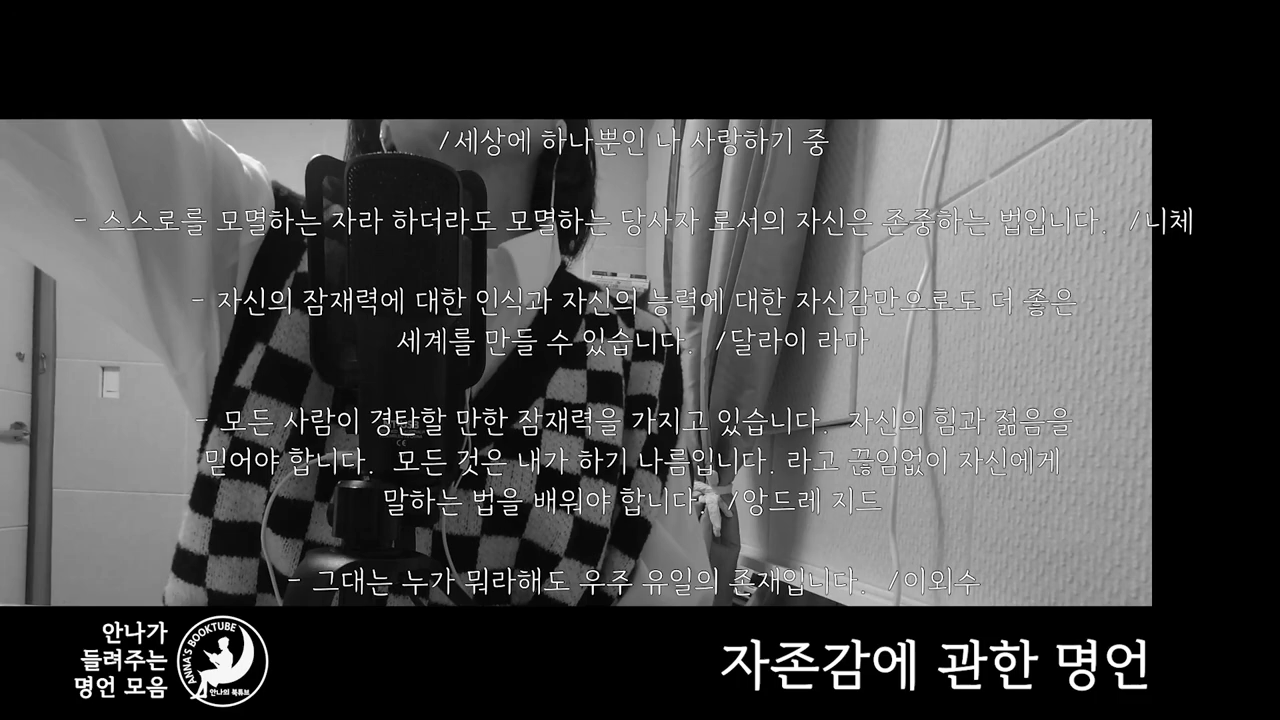 /세상에 하나뿐인 나 사랑하기 중
- 스스로를 모멸하는 자라 하더라도 모멸하는 당사자 로서의 자신은 존중하는 법입니다. /니체
- 자신의 잠재력에 대한 인식과 자신의 능력에 대한 자신감만으로도 더 좋은
세계를 만들 수 있습니다. /달라이 라마
- 모든 사람이 경탄할 만한 잠재력을 가지고 있습니다. 자신의 힘과 젊음을
믿어야 합니다. 모든 것은 내가 하기 나름입니다. 라고 끊임없이 자신에게
말하는 법을 배워야 합니다. /앙드레 지드
- 그대는 누가 뭐라해도 우주 유일의 존재입니다. /이외수
안나가
들려주는
명언 모음
ANNA'S BOOKTUBE
안나의 북튜브
자존감에 관한 명언
CE